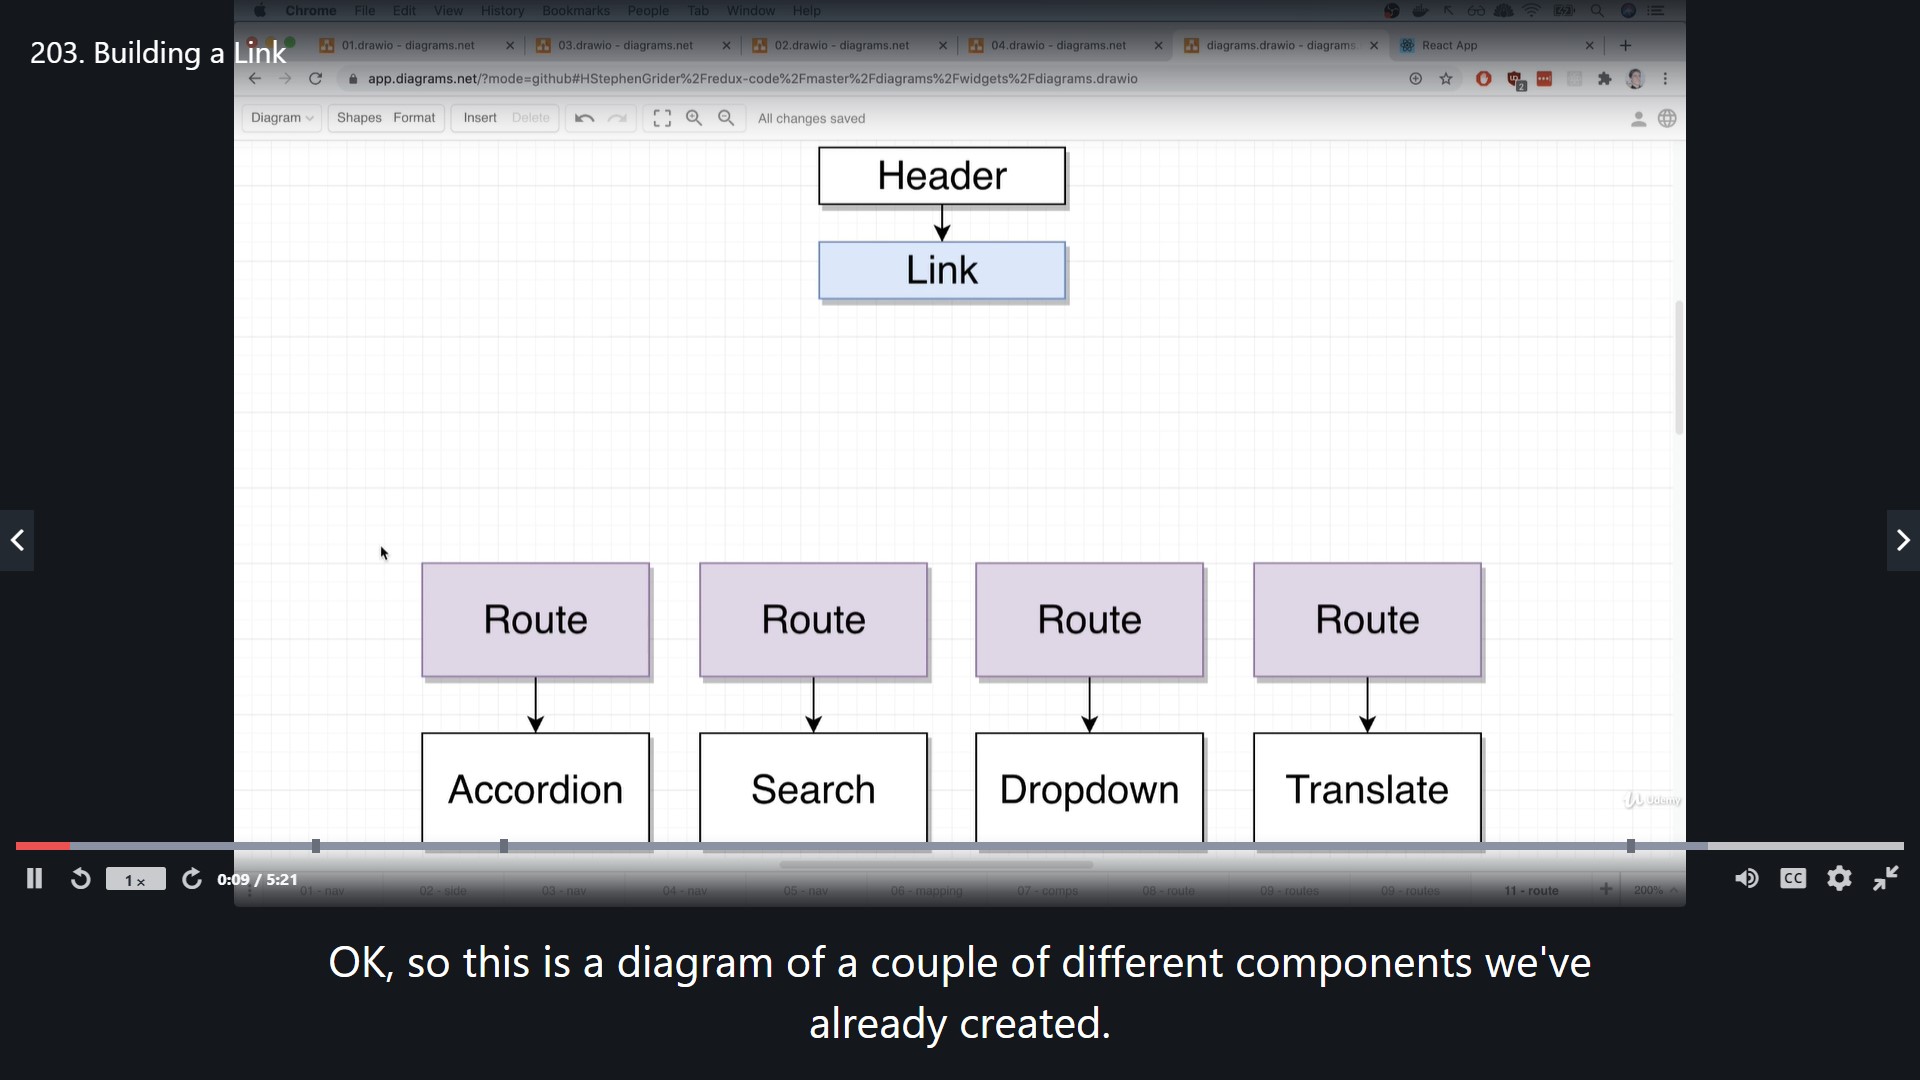 Chrome File Edit View History Bookmarks People Tab Window Help
203. Building a Link
01.drawio - diagrams.net 03.drawio - diagrams.net 02.drawio - diagrams.net 04.drawio - diagrams.net diagrams.drawio - diagrams. React App
app.diagrams.net/?mode=github#HStephenGrider%2Fredux-code%2Fmaster%2Fdiagrams%2Fwidgets%2Fdiagrams.drawio
2
Diagram Shapes Format Insert Delete All changes saved
Header
Link
Route Route Route Route
Accordion Search Dropdown Translate
Udemy
1 x 0:09 / 5:21 CC
01 - nav 02 - side 03 - nav 04 - nav 05 - nav 06 - mapping 07 - comps 08 - route 09 - routes 09 - routes 11 - route 200%
OK, so this is a diagram of a couple of different components we've
already created.